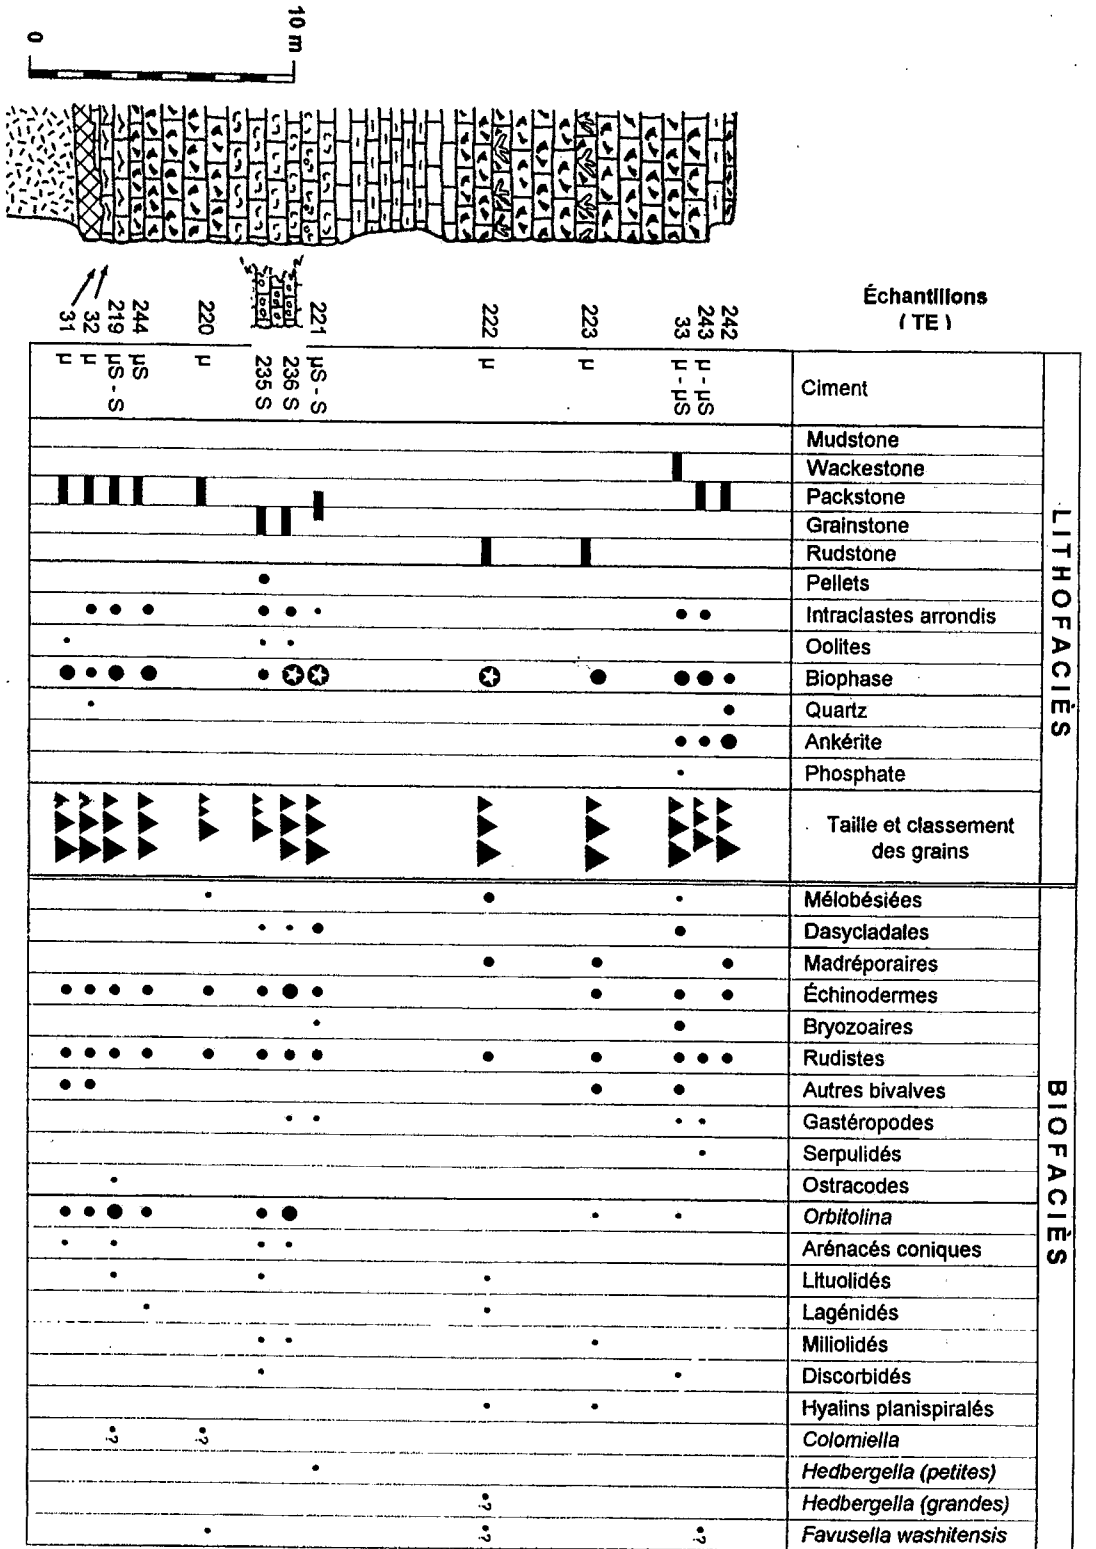 0
10 m
Échantillons
( TE )
31
32
219
244
220
235
236
221
222
223
33
243
242
µ
µ
µS - S
µS
µ
S
S
µS - S
µ
µ
µ - µS
µ - µS
Ciment
Mudstone
Wackestone
Packstone
Grainstone
Rudstone
Pellets
Intraclastes arrondis
Oolites
Biophase
Quartz
Ankérite
Phosphate
Taille et classement
des grains
LITHOFACIÉS
Mélobésiées
Dasycladales
Madréporaires
Échinodermes
Bryozoaires
Rudistes
Autres bivalves
Gastéropodes
Serpulidés
Ostracodes
Orbitolina
Arénacés coniques
Lituolidés
Lagénidés
Miliolidés
Discorbidés
Hyalins planispiralés
Colomiella
? ?
Hedbergella (petites)
Hedbergella (grandes)
?
Favusella washitensis
? ?
BIOFACIÉS